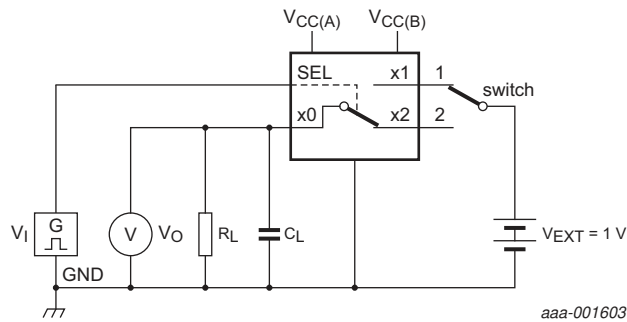 VCC(A) VCC(B)
SEL x1 1 switch
x0 x2 2
G
VI V VO RL CL VEXT = 1 V
GND
aaa-001603